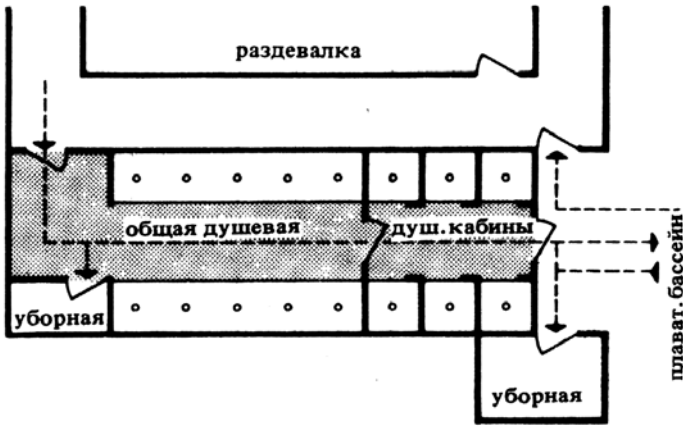 раздевалка
общая душевая
душ. кабины
уборная
уборная
плават. бассейн